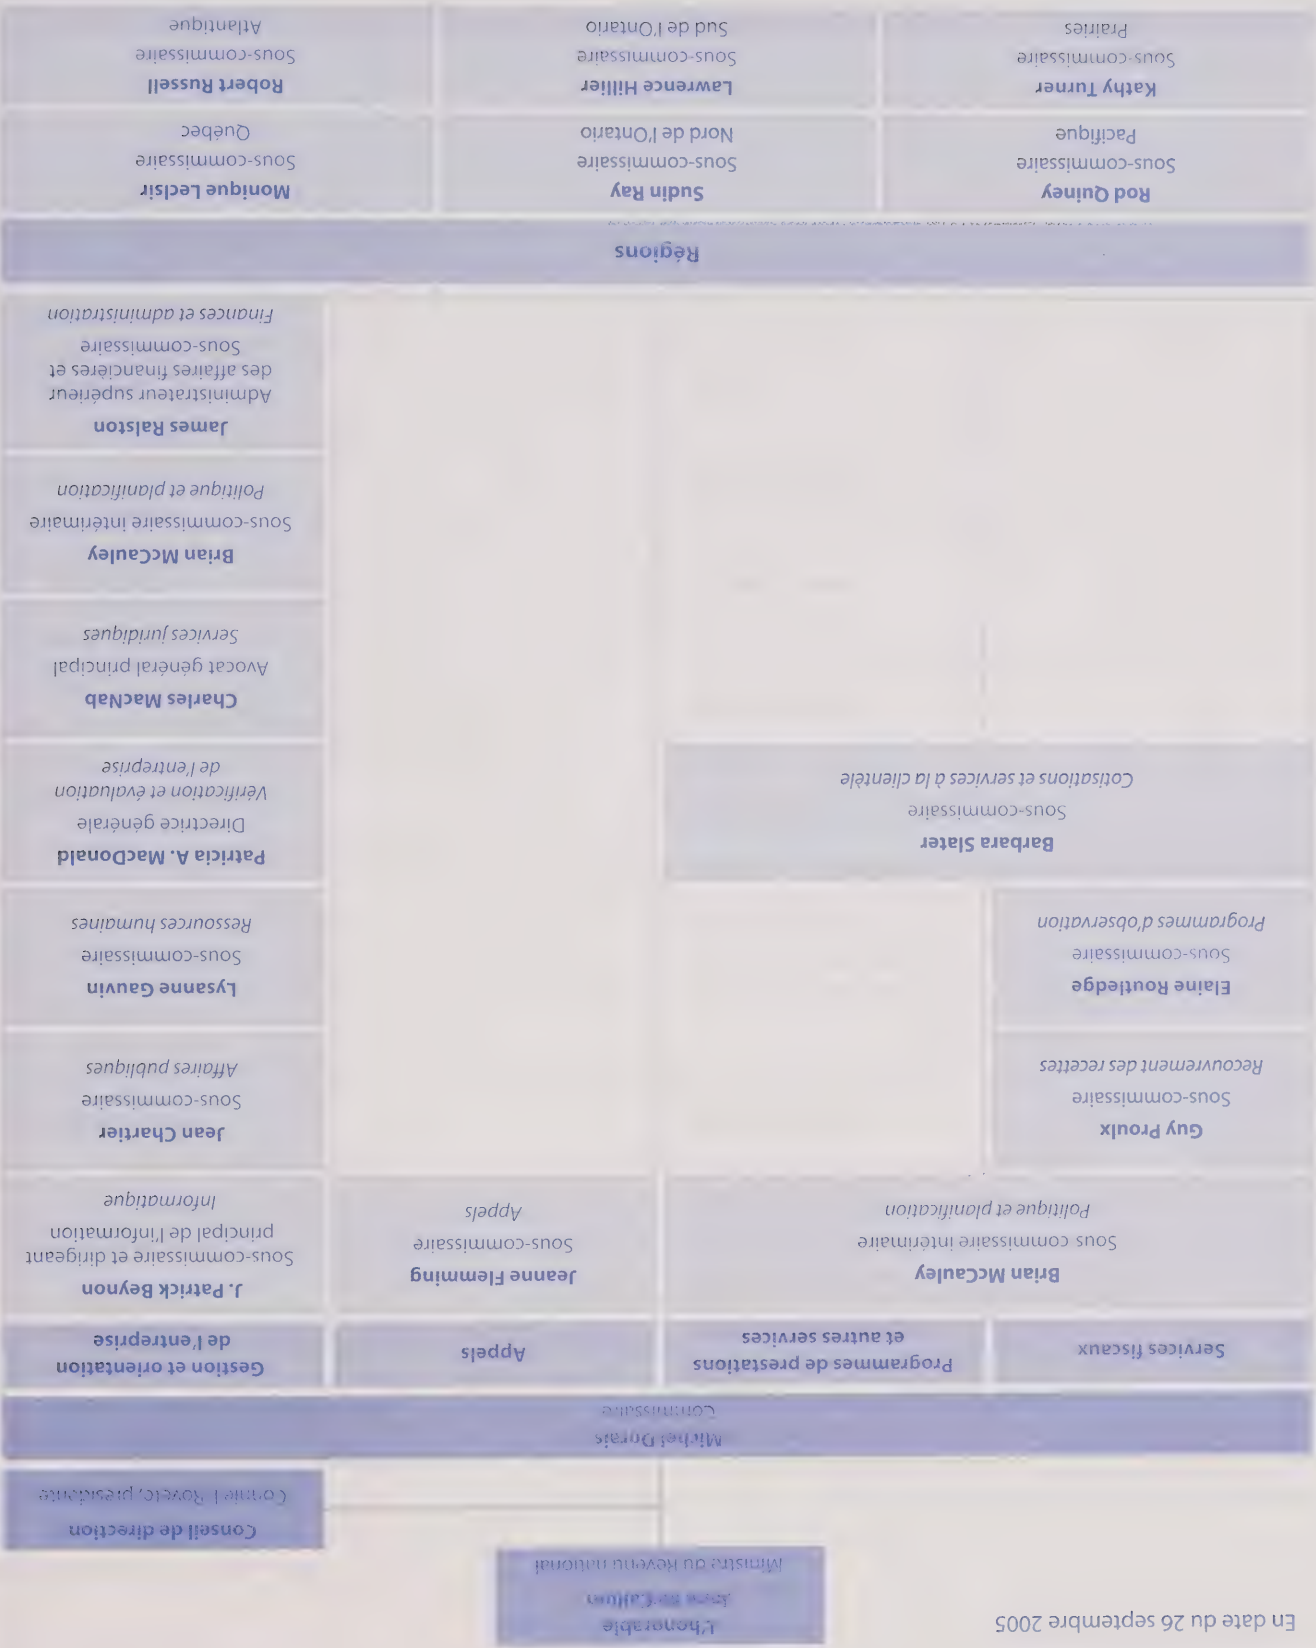 En date du 26 septembre 2005
L'honorable
Ministre du Revenu national
Conseil de direction
Connie I. Roveto, présidente
Michel Dorais
Commissaire
Services fiscaux
Programmes de prestations
et autres services
Appels
Gestion et orientation
de l'entreprise
Brian McCauley
Sous commissaire intérimaire
Politique et planification
Jeanne Flemming
Sous-commissaire
Appels
J. Patrick Beynon
Sous-commissaire et dirigeant
principal de l'information
Informatique
Guy Proulx
Sous-commissaire
Recouvrement des recettes
Jean Chartier
Sous-commissaire
Affaires publiques
Elaine Routledge
Sous-commissaire
Programmes d'observation
Lysanne Gauvin
Sous-commissaire
Ressources humaines
Barbara Slater
Sous-commissaire
Cotisations et services à la clientèle
Patricia A. MacDonald
Directrice générale
Vérification et évaluation
de l'entreprise
Charles MacNab
Avocat général principal
Services juridiques
Brian McCauley
Sous-commissaire intérimaire
Politique et planification
James Ralston
Administrateur supérieur
des affaires financières et
Sous-commissaire
Finances et administration
Régions
Rod Quiney
Sous-commissaire
Pacifique
Sudin Ray
Sous-commissaire
Nord de l'Ontario
Monique Leclsir
Sous-commissaire
Québec
Kathy Turner
Sous-commissaire
Prairies
Lawrence Hillier
Sous-commissaire
Sud de l'Ontario
Robert Russell
Sous-commissaire
Atlantique